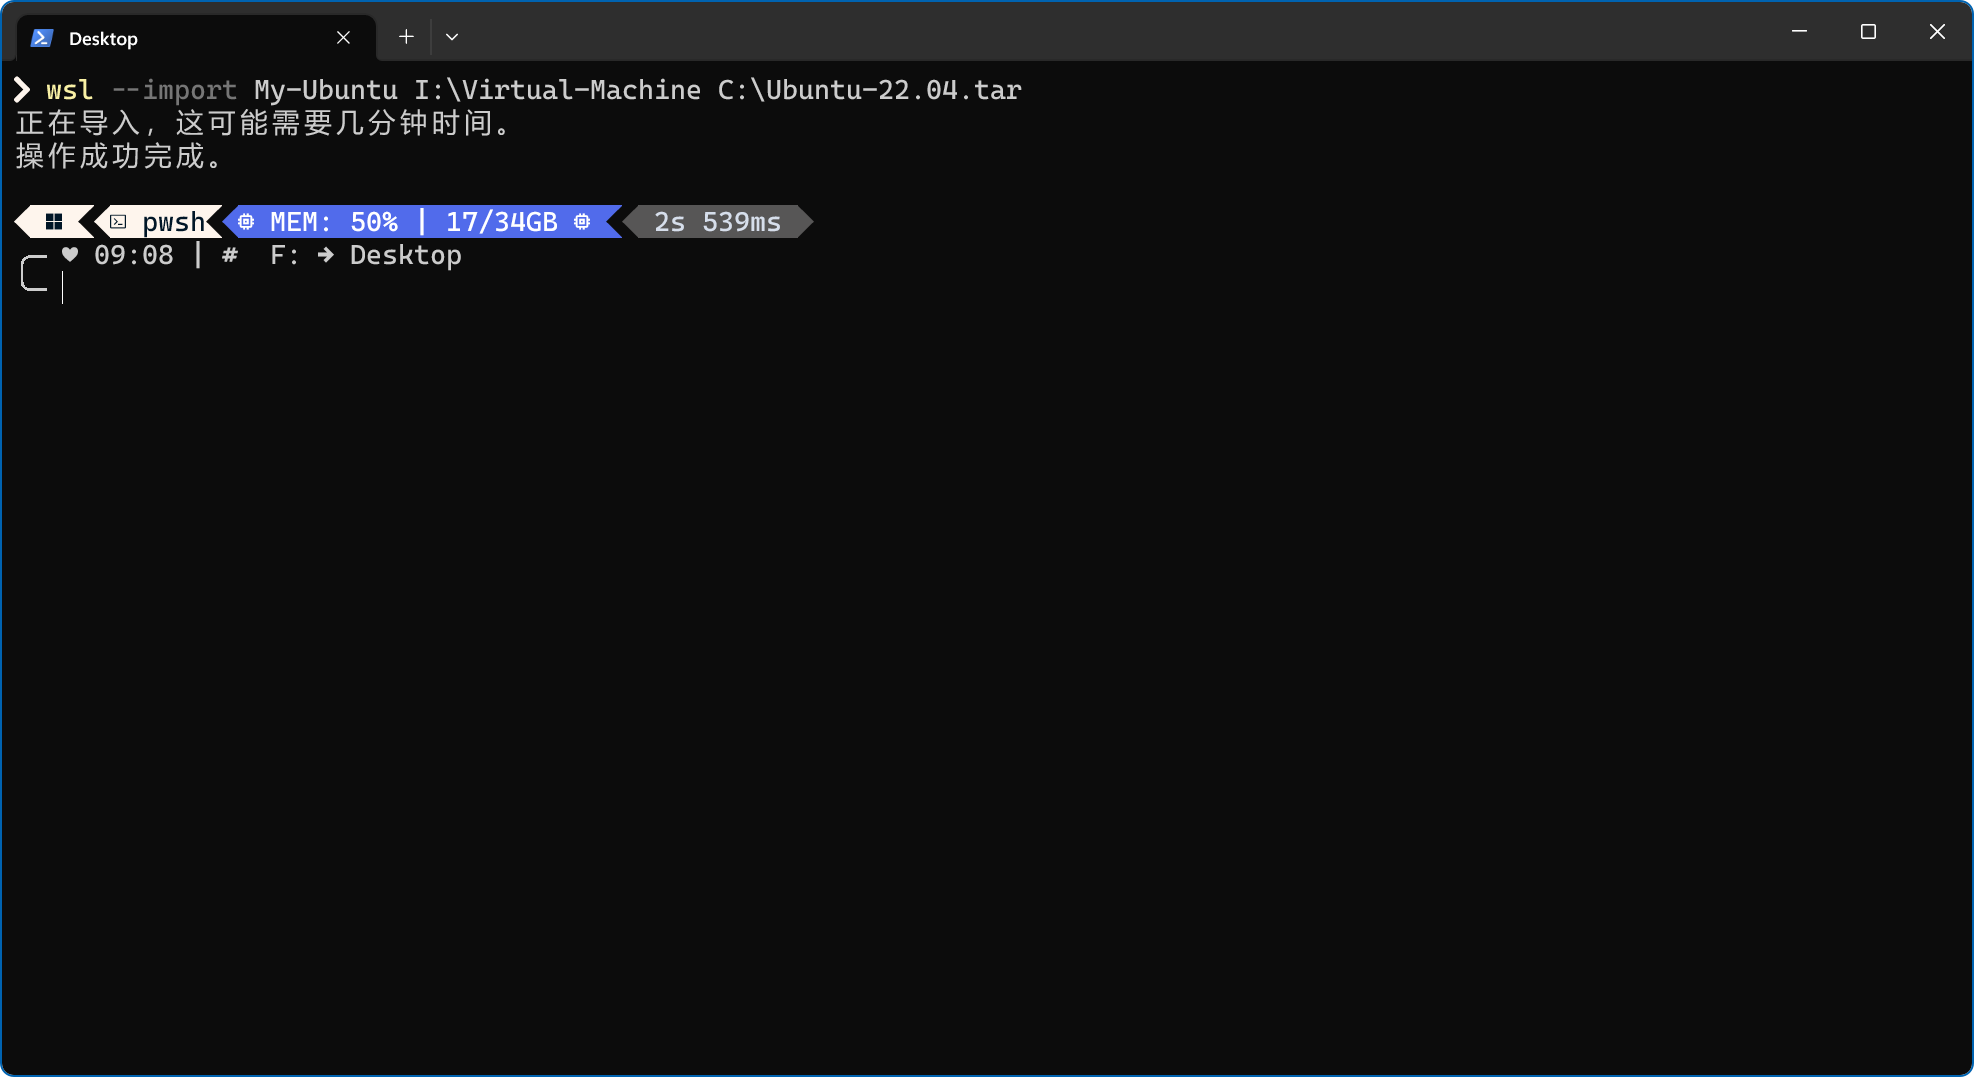 Desktop
wsl --import My-Ubuntu I:\Virtual-Machine C:\Ubuntu-22.04.tar
正在导入，这可能需要几分钟时间。
操作成功完成。
pwsh MEM: 50% | 17/34GB 2s 539ms
♥ 09:08 | # F: → Desktop